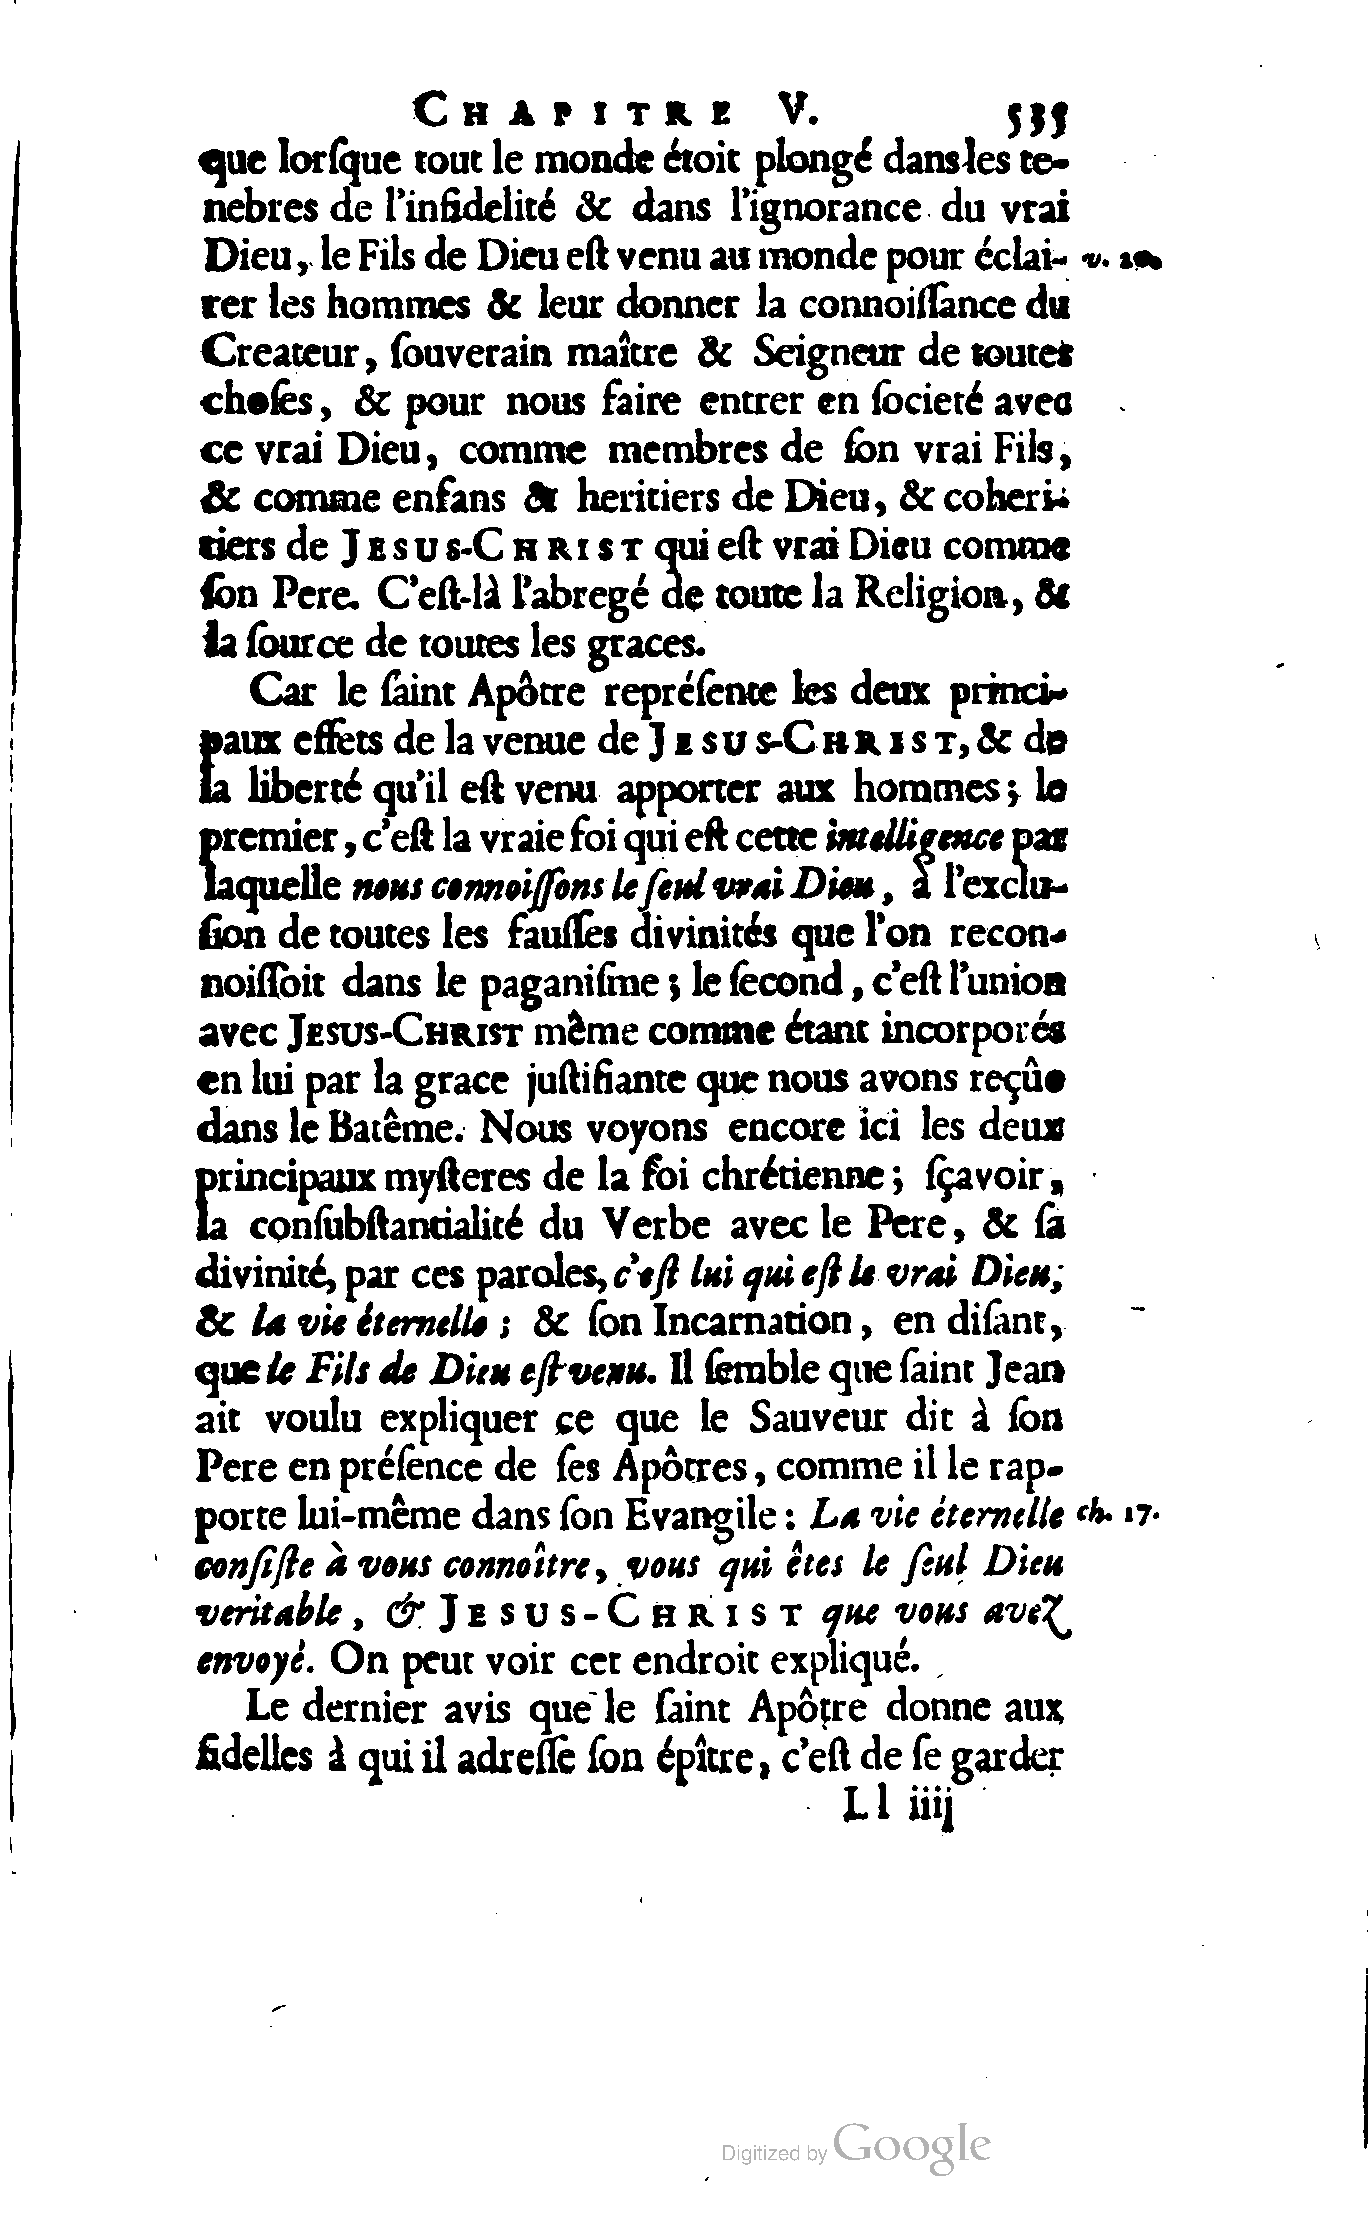 CHAPITRE V. 535
que lorſque tout le monde étoit plongé dans les te-
nebres de l'infidelité & dans l'ignorance du vrai
Dieu, le Fils de Dieu eſt venu au monde pour éclai- v. 20.
rer les hommes & leur donner la connoiſſance du
Createur, ſouverain maître & Seigneur de toutes
choſes, & pour nous faire entrer en ſocieté avec
ce vrai Dieu, comme membres de ſon vrai Fils,
& comme enfans & heritiers de Dieu, & coheri-
tiers de JESUS-CHRIST qui eſt vrai Dieu comme
ſon Pere. C'eſt-là l'abregé de toute la Religion, &
la ſource de toutes les graces.
Car le ſaint Apôtre repréſente les deux princi-
paux effets de la venue de JESUS-CHRIST, & de
la liberté qu'il eſt venu apporter aux hommes; le
premier, c'eſt la vraie foi qui eſt cette intelligence par
laquelle nous connoiſſons le ſeul vrai Dieu, à l'exclu-
ſion de toutes les fauſſes divinités que l'on recon-
noiſſoit dans le paganiſme; le ſecond, c'eſt l'union
avec JESUS-CHRIST même comme étant incorporés
en lui par la grace juſtifiante que nous avons reçûe
dans le Batême. Nous voyons encore ici les deux
principaux myſteres de la foi chrétienne; ſçavoir,
la conſubſtantialité du Verbe avec le Pere, & ſa
divinité, par ces paroles, c'eſt lui qui eſt le vrai Dieu,
& la vie éternelle; & ſon Incarnation, en diſant,
que le Fils de Dieu eſt venu. Il ſemble que ſaint Jean
ait voulu expliquer ce que le Sauveur dit à ſon
Pere en préſence de ſes Apôtres, comme il le rap-
porte lui-même dans ſon Evangile: La vie éternelle ch. 17.
conſiſte à vous connoître, vous qui êtes le ſeul Dieu
veritable, & JESUS-CHRIST que vous avez
envoyé. On peut voir cet endroit expliqué.
Le dernier avis que le ſaint Apôtre donne aux
fidelles à qui il adreſſe ſon épître, c'eſt de ſe garder
Ll iiij
Digitized by Google